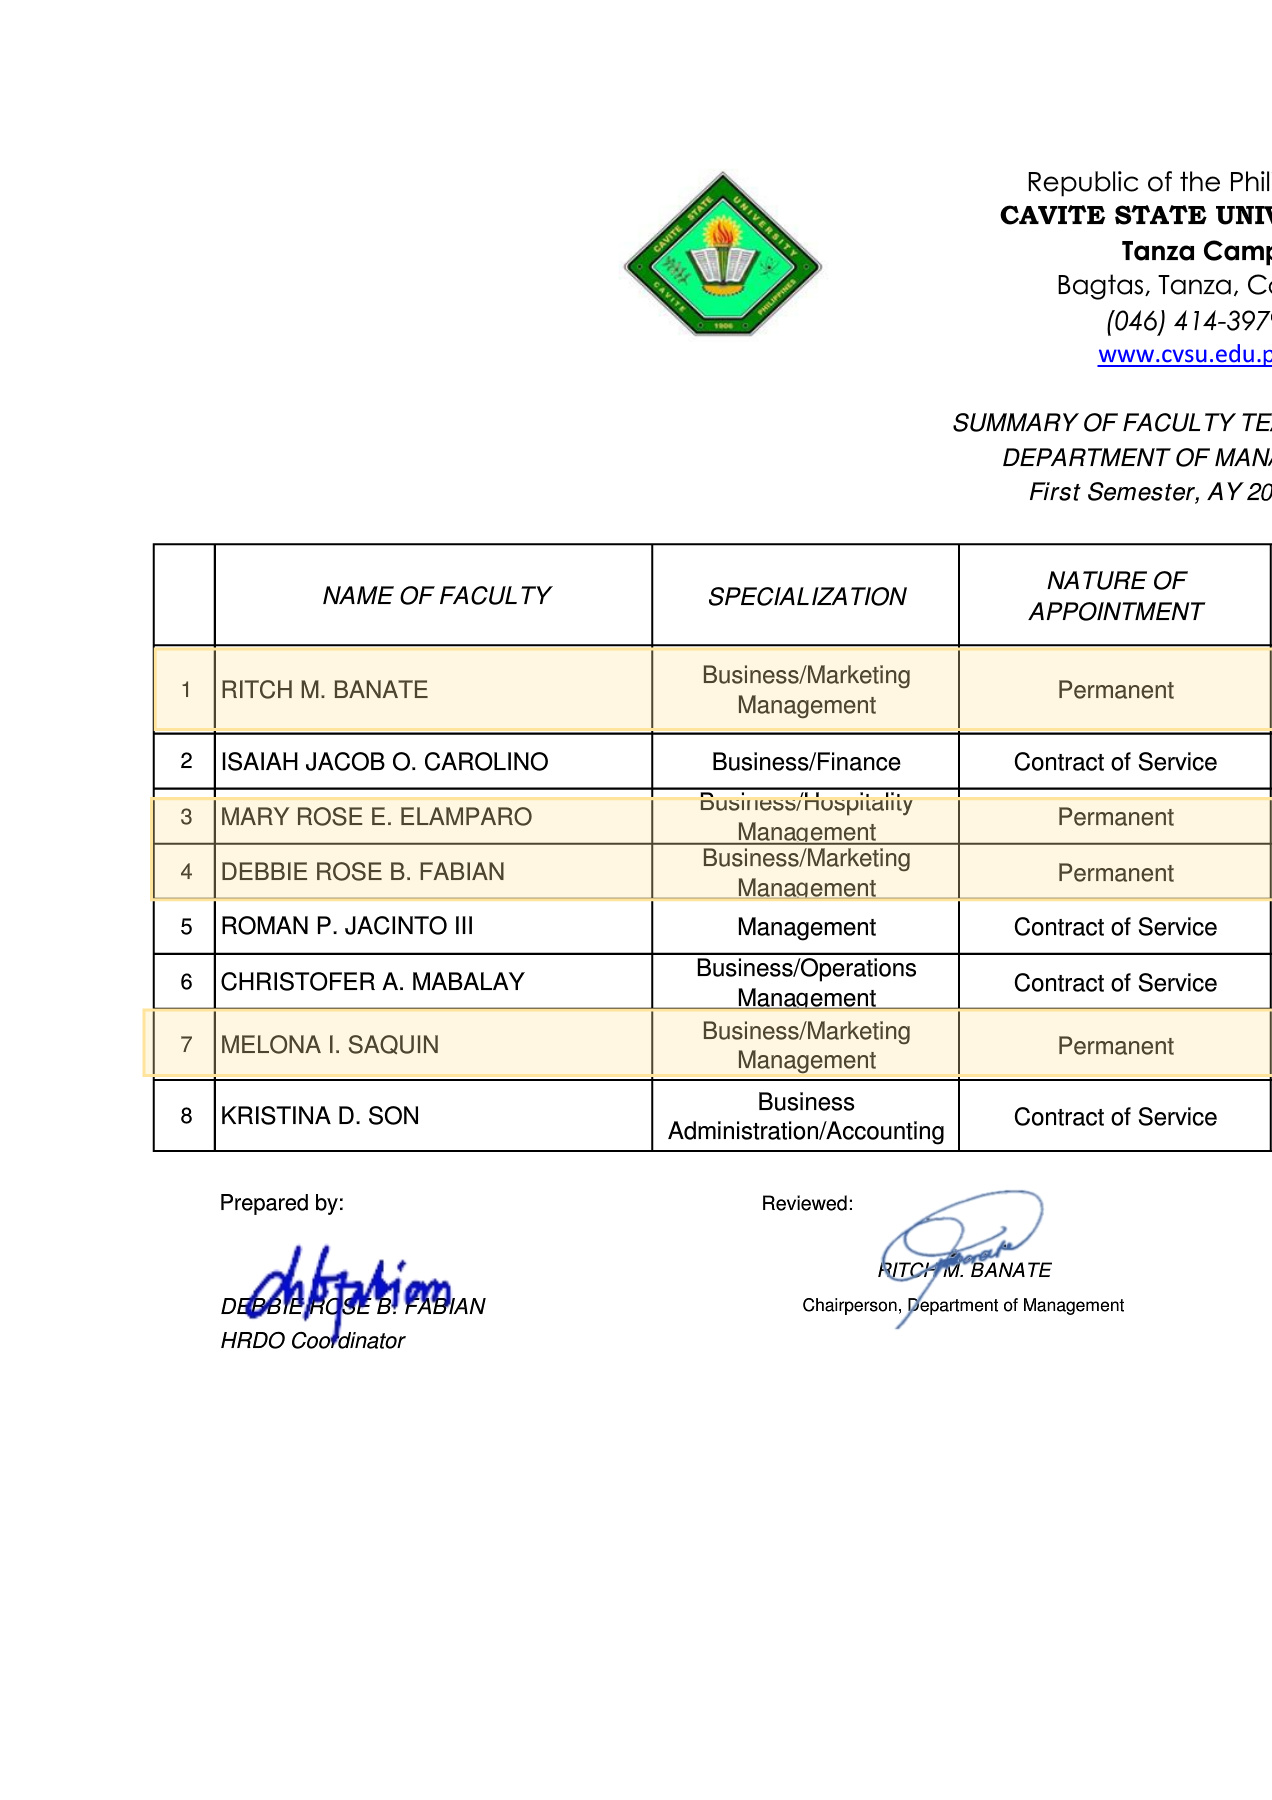 CAVITE STATE UNIVERSITY
CAVITE PHILIPPINES
1906
Republic of the Phil
CAVITE STATE UNIV
Tanza Camp
Bagtas, Tanza, Ca
(046) 414-3979
www.cvsu.edu.p
SUMMARY OF FACULTY TEA
DEPARTMENT OF MANA
First Semester, AY 20
NAME OF FACULTY SPECIALIZATION NATURE OF APPOINTMENT
1 RITCH M. BANATE Business/Marketing Management Permanent
2 ISAIAH JACOB O. CAROLINO Business/Finance Contract of Service
3 MARY ROSE E. ELAMPARO Business/Hospitality Management Permanent
4 DEBBIE ROSE B. FABIAN Business/Marketing Management Permanent
5 ROMAN P. JACINTO III Management Contract of Service
6 CHRISTOFER A. MABALAY Business/Operations Management Contract of Service
7 MELONA I. SAQUIN Business/Marketing Management Permanent
8 KRISTINA D. SON Business Administration/Accounting Contract of Service
Prepared by: Reviewed:
DEBBIE ROSE B. FABIAN
HRDO Coordinator
RITCH M. BANATE
Chairperson, Department of Management